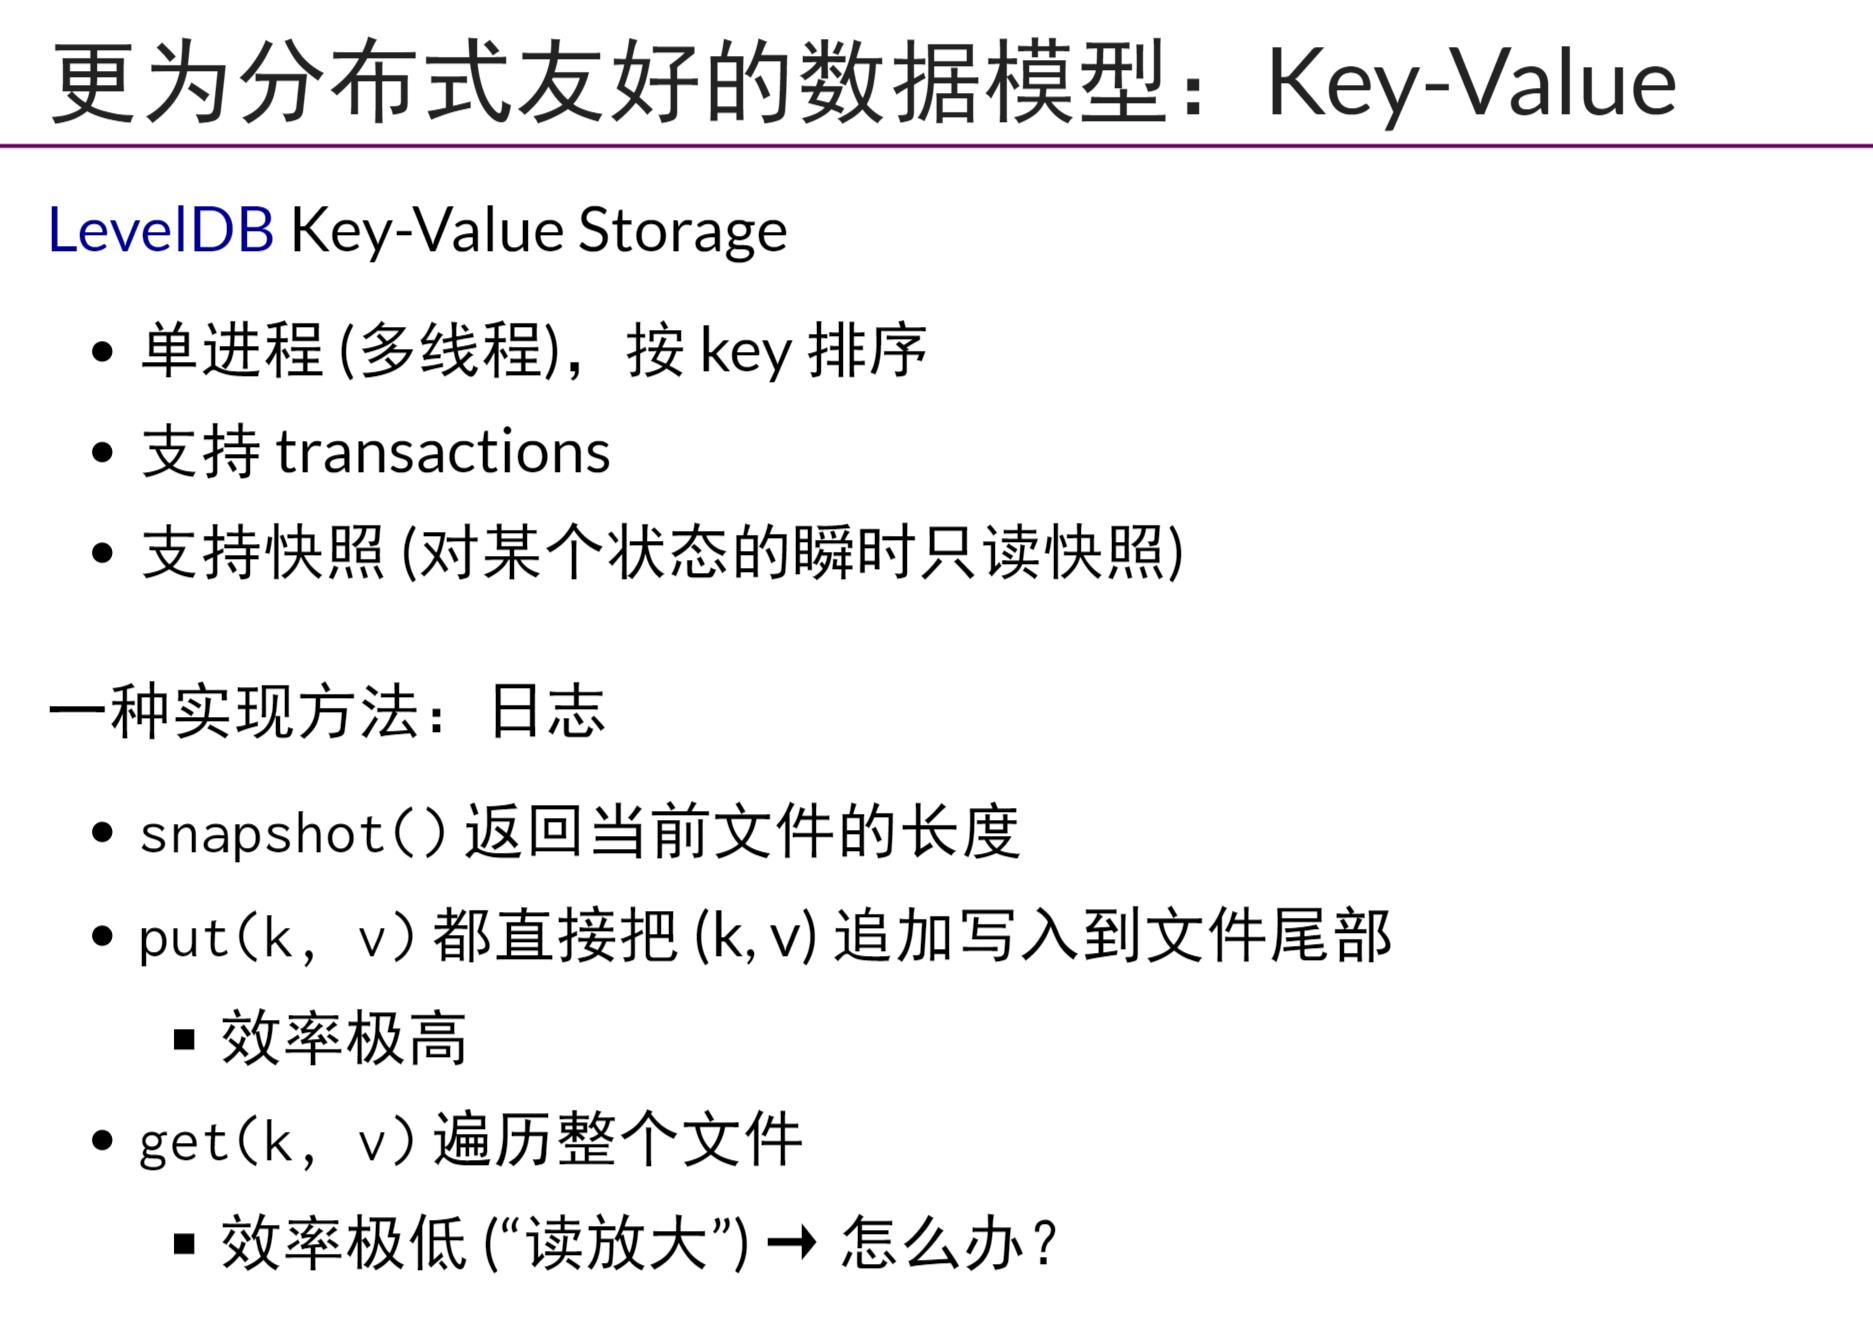 更为分布式友好的数据模型：Key-Value
LevelDB Key-Value Storage
• 单进程 (多线程)，按 key 排序
• 支持 transactions
• 支持快照 (对某个状态的瞬时只读快照)
一种实现方法：日志
• snapshot() 返回当前文件的长度
• put(k, v) 都直接把 (k, v) 追加写入到文件尾部
▪ 效率极高
• get(k, v) 遍历整个文件
▪ 效率极低 (“读放大”) → 怎么办？